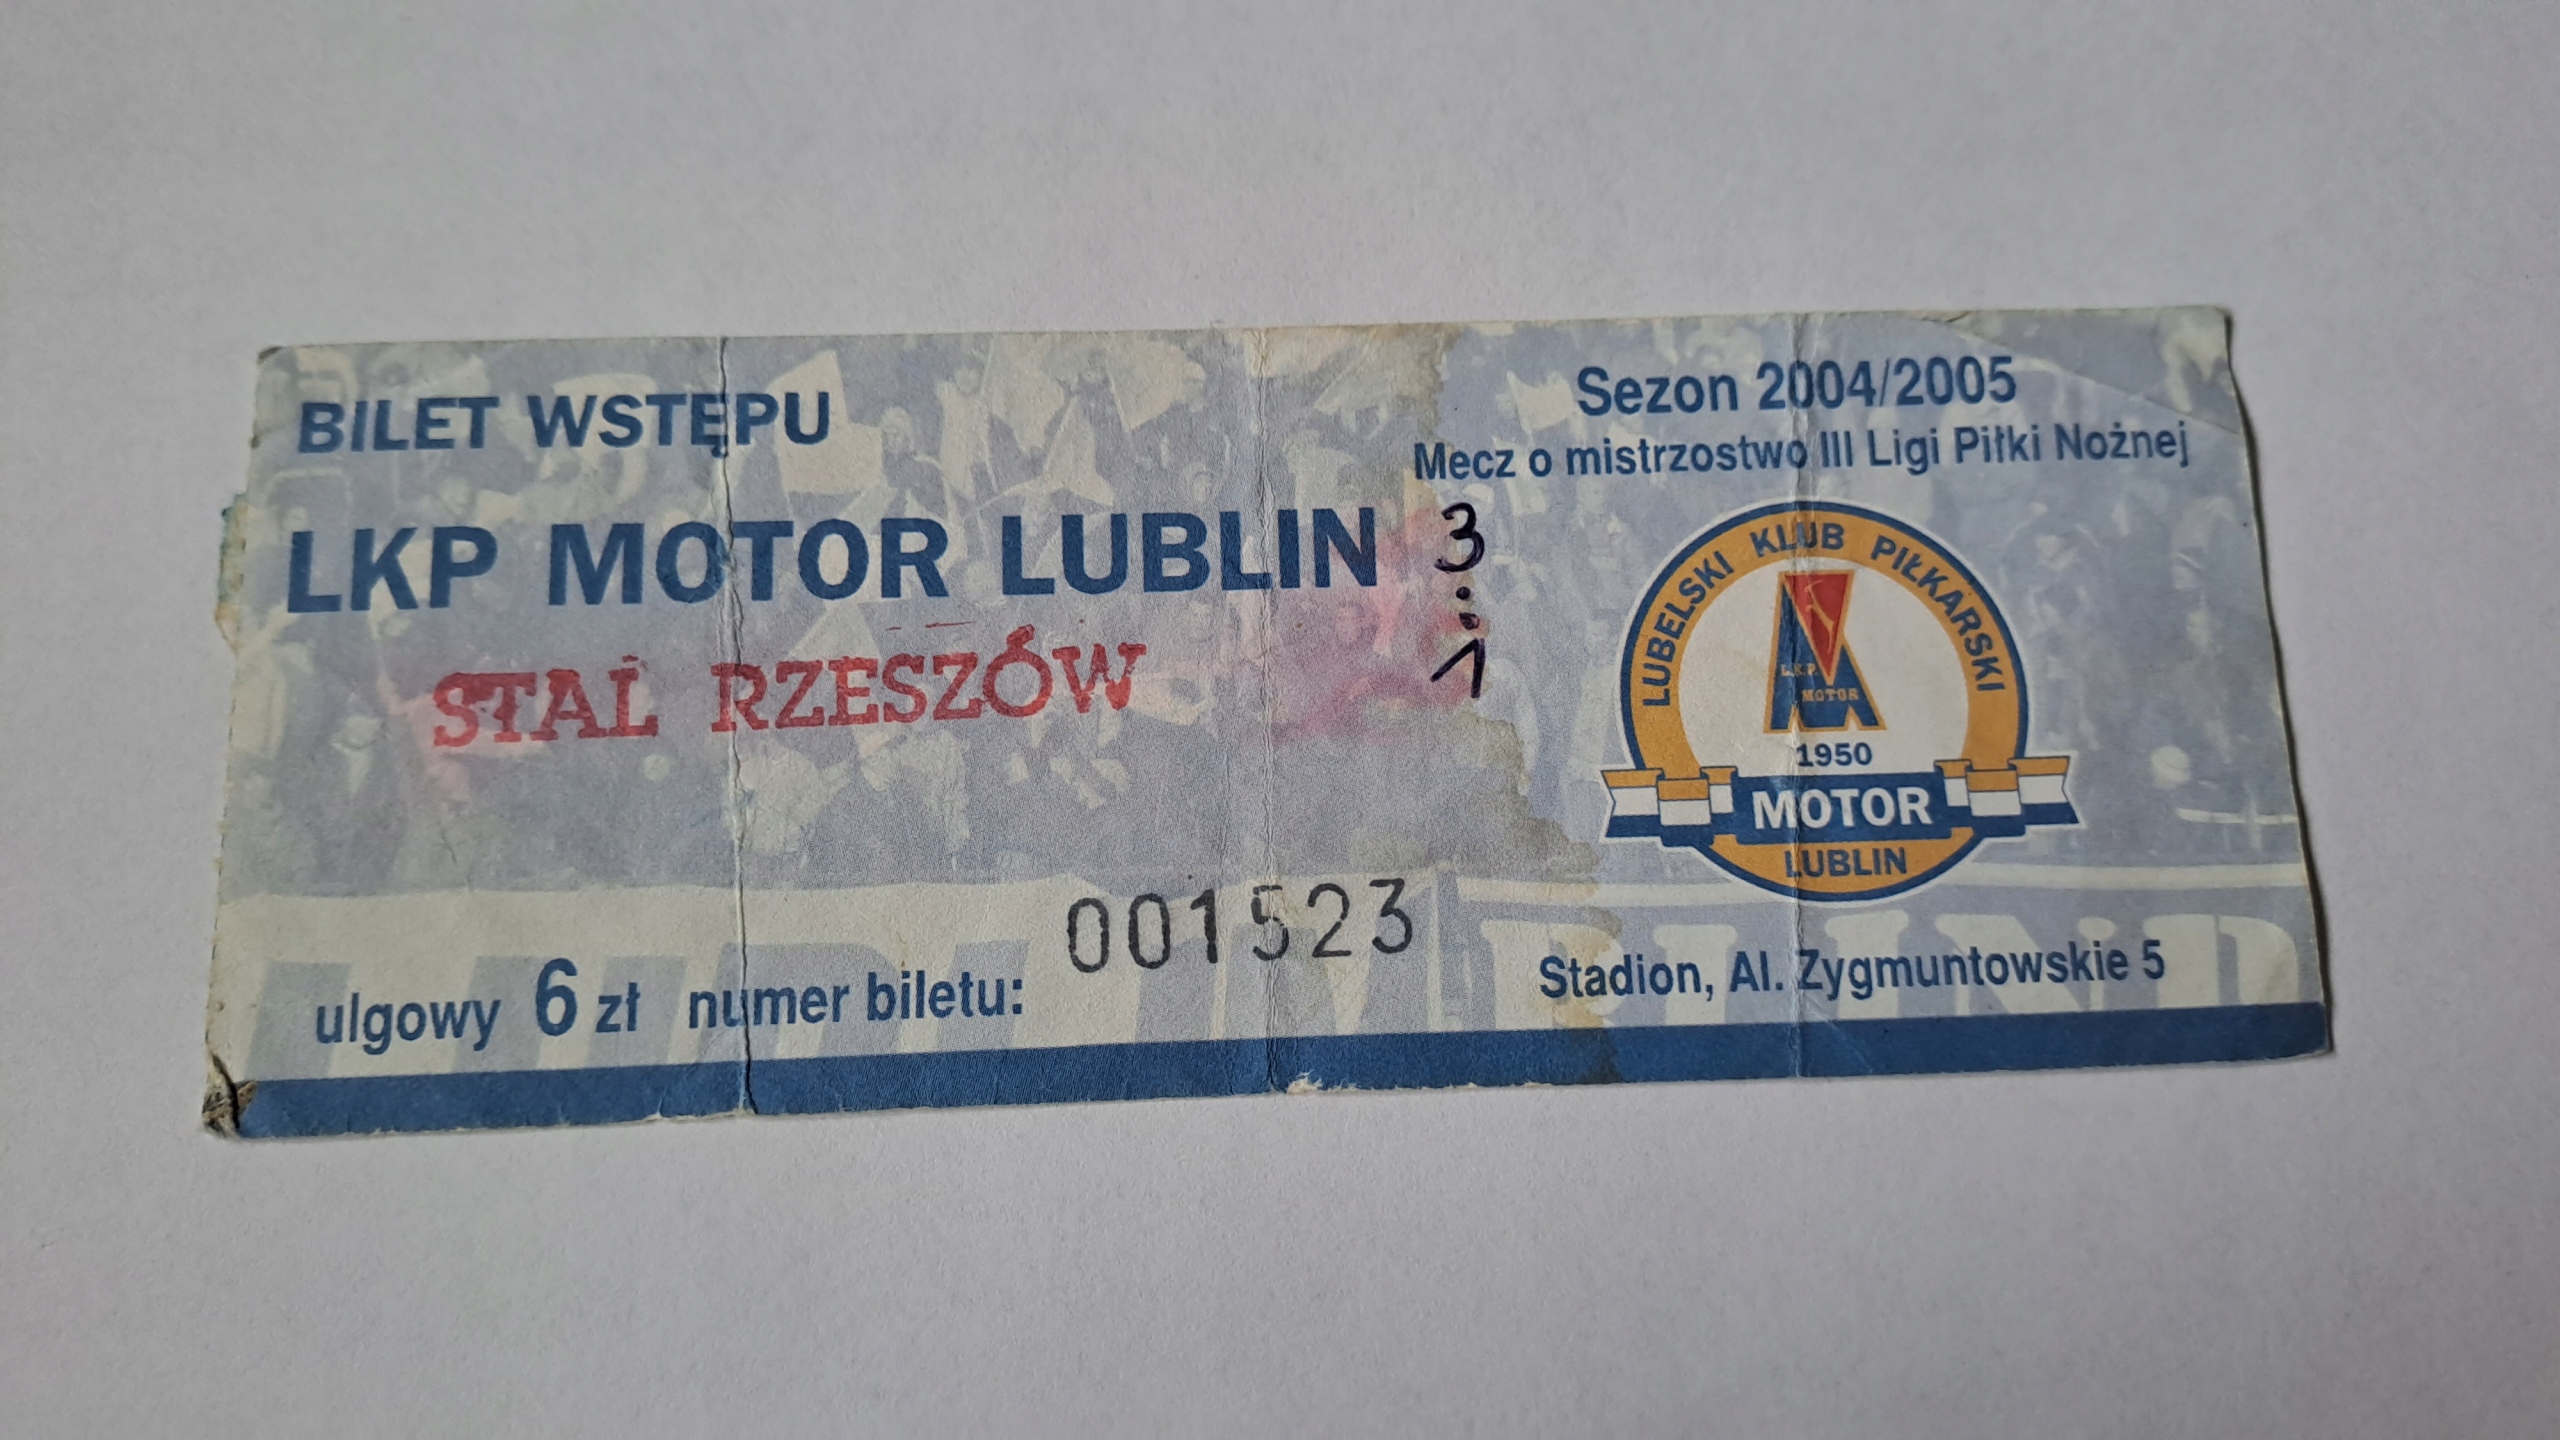 BILET WSTĘPU
Sezon 2004/2005
Mecz o mistrzostwo III Ligi Piłki Nożnej
LKP MOTOR LUBLIN 3
:
STAL RZESZÓW 1
LUBELSKI KLUB PIŁKARSKI
L.K.P.
MOTOR
1950
MOTOR
LUBLIN
ulgowy 6 zł numer biletu: 001523
Stadion, Al. Zygmuntowskie 5